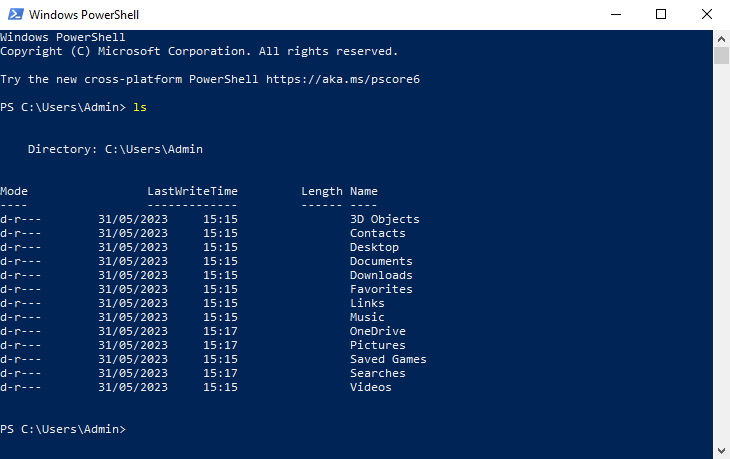 Windows PowerShell
Windows PowerShell
Copyright (C) Microsoft Corporation. All rights reserved.
Try the new cross-platform PowerShell https://aka.ms/pscore6
PS C:\Users\Admin> ls
Directory: C:\Users\Admin
Mode                 LastWriteTime         Length Name
----                 -------------         ------ ----
d-r---        31/05/2023     15:15                3D Objects
d-r---        31/05/2023     15:15                Contacts
d-r---        31/05/2023     15:15                Desktop
d-r---        31/05/2023     15:15                Documents
d-r---        31/05/2023     15:15                Downloads
d-r---        31/05/2023     15:15                Favorites
d-r---        31/05/2023     15:15                Links
d-r---        31/05/2023     15:15                Music
d-r---        31/05/2023     15:17                OneDrive
d-r---        31/05/2023     15:17                Pictures
d-r---        31/05/2023     15:15                Saved Games
d-r---        31/05/2023     15:17                Searches
d-r---        31/05/2023     15:15                Videos
PS C:\Users\Admin>